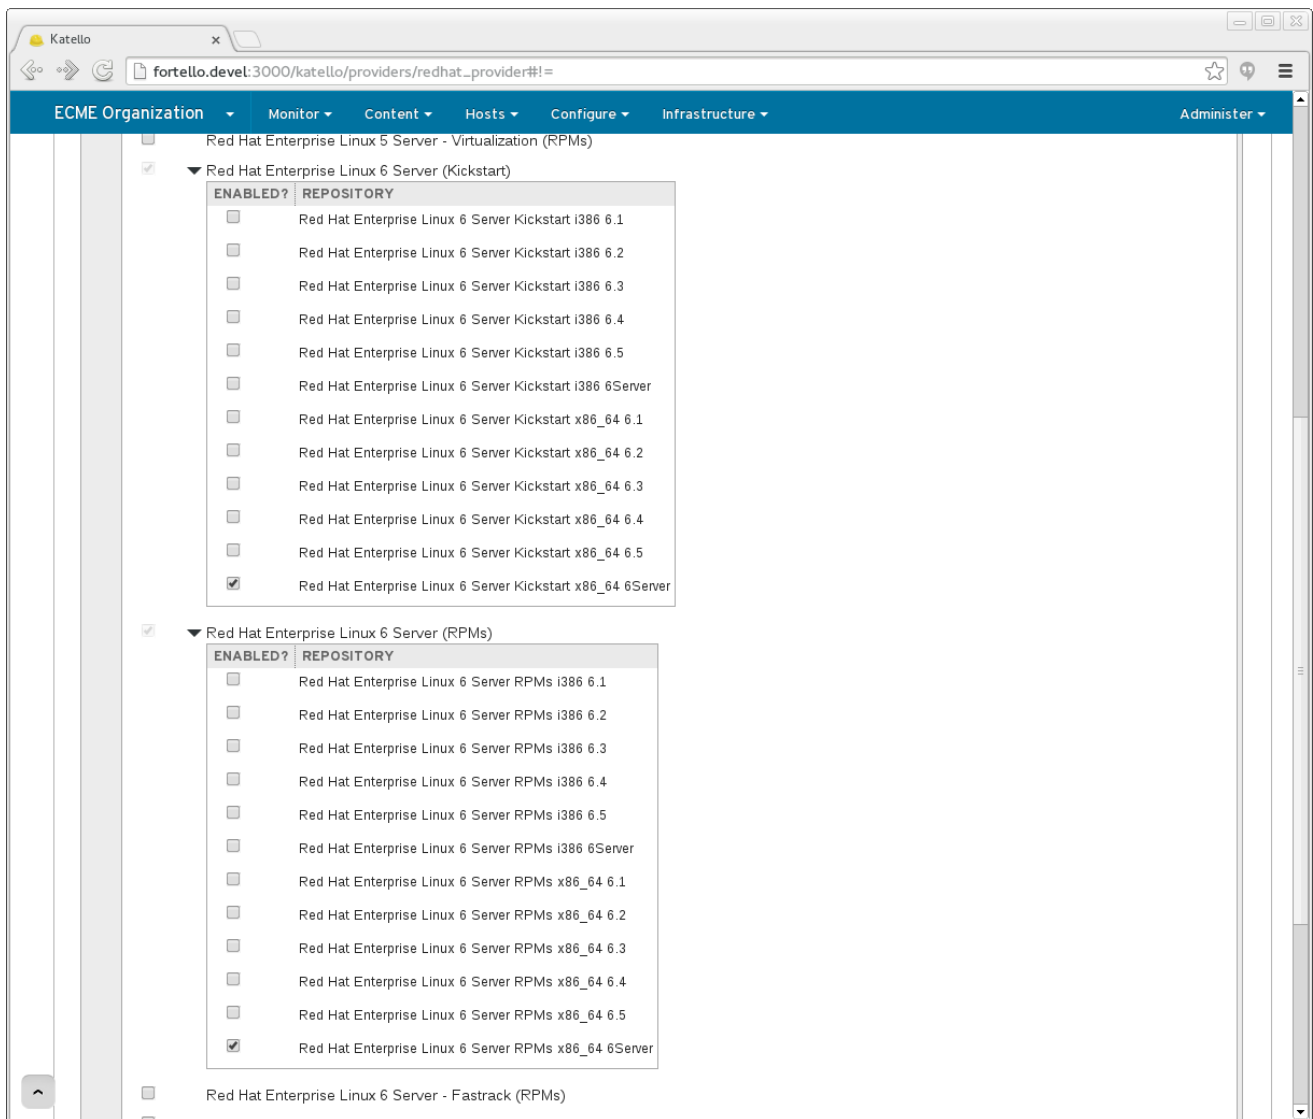 Katello
fortello.devel:3000/katello/providers/redhat_provider#!=
ECME Organization Monitor Content Hosts Configure Infrastructure Administer
Red Hat Enterprise Linux 5 Server - Virtualization (RPMs)
Red Hat Enterprise Linux 6 Server (Kickstart)
ENABLED? REPOSITORY
Red Hat Enterprise Linux 6 Server Kickstart i386 6.1
Red Hat Enterprise Linux 6 Server Kickstart i386 6.2
Red Hat Enterprise Linux 6 Server Kickstart i386 6.3
Red Hat Enterprise Linux 6 Server Kickstart i386 6.4
Red Hat Enterprise Linux 6 Server Kickstart i386 6.5
Red Hat Enterprise Linux 6 Server Kickstart i386 6Server
Red Hat Enterprise Linux 6 Server Kickstart x86_64 6.1
Red Hat Enterprise Linux 6 Server Kickstart x86_64 6.2
Red Hat Enterprise Linux 6 Server Kickstart x86_64 6.3
Red Hat Enterprise Linux 6 Server Kickstart x86_64 6.4
Red Hat Enterprise Linux 6 Server Kickstart x86_64 6.5
Red Hat Enterprise Linux 6 Server Kickstart x86_64 6Server
Red Hat Enterprise Linux 6 Server (RPMs)
ENABLED? REPOSITORY
Red Hat Enterprise Linux 6 Server RPMs i386 6.1
Red Hat Enterprise Linux 6 Server RPMs i386 6.2
Red Hat Enterprise Linux 6 Server RPMs i386 6.3
Red Hat Enterprise Linux 6 Server RPMs i386 6.4
Red Hat Enterprise Linux 6 Server RPMs i386 6.5
Red Hat Enterprise Linux 6 Server RPMs i386 6Server
Red Hat Enterprise Linux 6 Server RPMs x86_64 6.1
Red Hat Enterprise Linux 6 Server RPMs x86_64 6.2
Red Hat Enterprise Linux 6 Server RPMs x86_64 6.3
Red Hat Enterprise Linux 6 Server RPMs x86_64 6.4
Red Hat Enterprise Linux 6 Server RPMs x86_64 6.5
Red Hat Enterprise Linux 6 Server RPMs x86_64 6Server
Red Hat Enterprise Linux 6 Server - Fastrack (RPMs)